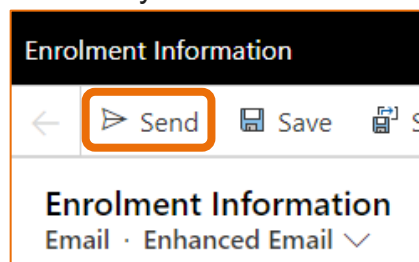 Enrolment Information
Send Save
Enrolment Information
Email · Enhanced Email